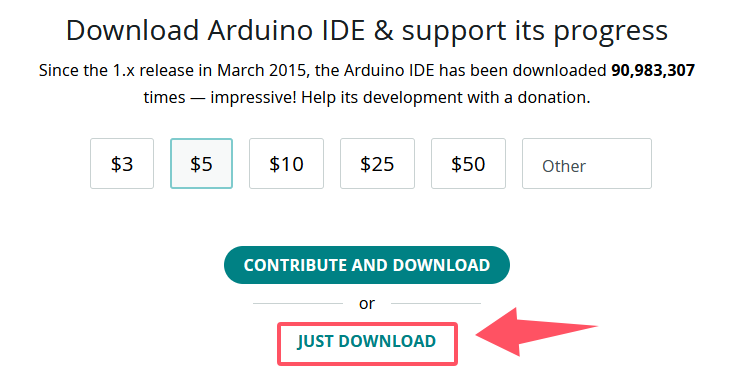 Download Arduino IDE & support its progress
Since the 1.x release in March 2015, the Arduino IDE has been downloaded 90,983,307
times — impressive! Help its development with a donation.
$3 $5 $10 $25 $50 Other
CONTRIBUTE AND DOWNLOAD
or
JUST DOWNLOAD